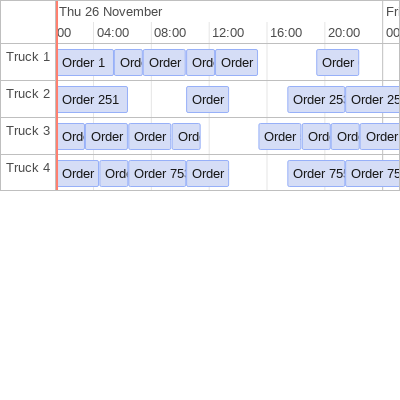 Thu 26 November Fr
00 04:00 08:00 12:00 16:00 20:00 00
Truck 1 Order 1 Ord Order Ord Order Order
Truck 2 Order 251 Order Order 25 Order 25
Truck 3 Ord Order Order Ord Order Ord Ord Order
Truck 4 Order Ord Order 75 Order Order 75 Order 75